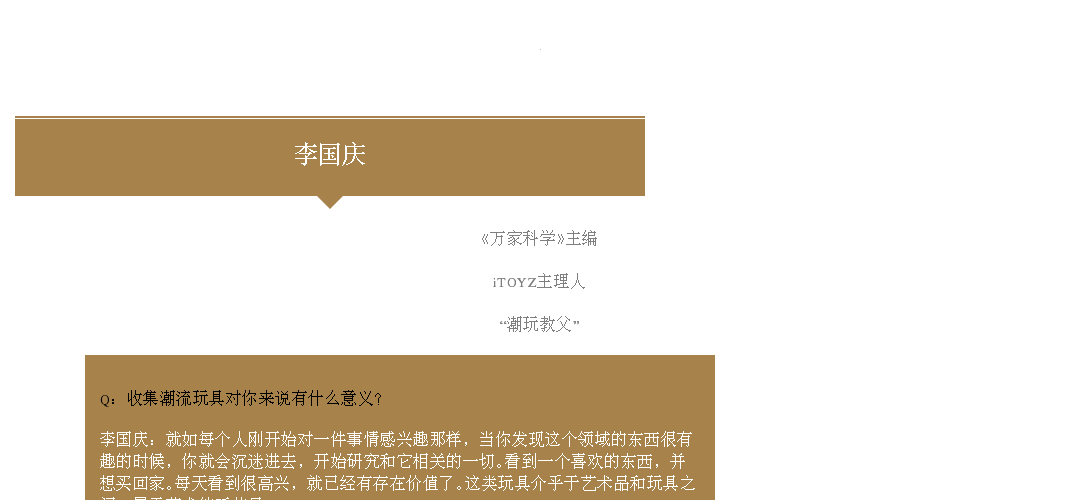 李国庆
《万家科学》主编
iTOYZ主理人
“潮玩教父”
Q：收集潮流玩具对你来说有什么意义?
李国庆：就如每个人刚开始对一件事情感兴趣那样，当你发现这个领域的东西很有
趣的时候，你就会沉迷进去，开始研究和它相关的一切。看到一个喜欢的东西，并
想买回家。每天看到很高兴，就已经有存在价值了。这类玩具介乎于艺术品和玩具之